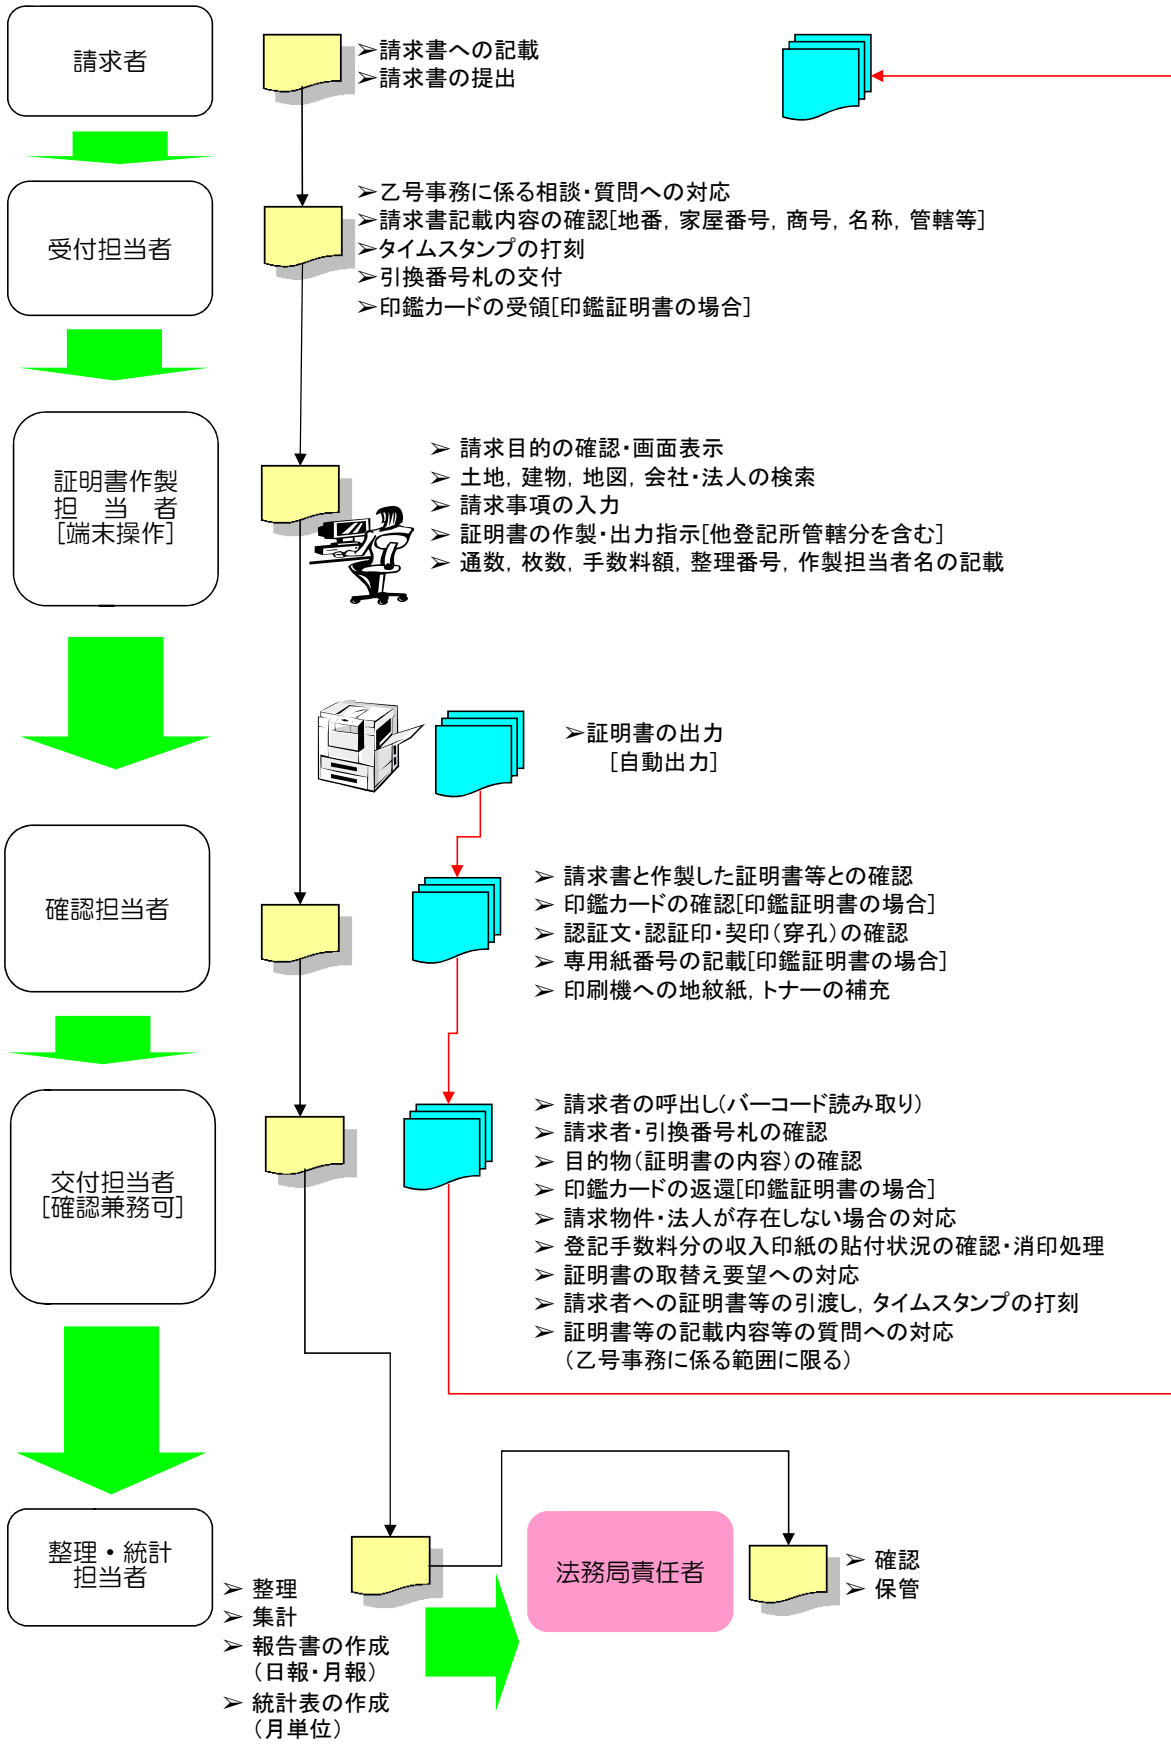 請求者
➢請求書への記載
➢請求書の提出
受付担当者
➢乙号事務に係る相談・質問への対応
➢請求書記載内容の確認[地番，家屋番号，商号，名称，管轄等]
➢タイムスタンプの打刻
➢引換番号札の交付
➢印鑑カードの受領[印鑑証明書の場合]
証明書作製
担　当　者
[端末操作]
➢ 請求目的の確認・画面表示
➢ 土地，建物，地図，会社・法人の検索
➢ 請求事項の入力
➢ 証明書の作製・出力指示[他登記所管轄分を含む]
➢ 通数，枚数，手数料額，整理番号，作製担当者名の記載
➢証明書の出力
[自動出力]
確認担当者
➢ 請求書と作製した証明書等との確認
➢ 印鑑カードの確認[印鑑証明書の場合]
➢ 認証文・認証印・契印（穿孔）の確認
➢ 専用紙番号の記載[印鑑証明書の場合]
➢ 印刷機への地紋紙，トナーの補充
交付担当者
[確認兼務可]
➢ 請求者の呼出し（バーコード読み取り）
➢ 請求者・引換番号札の確認
➢ 目的物（証明書の内容）の確認
➢ 印鑑カードの返還[印鑑証明書の場合]
➢ 請求物件・法人が存在しない場合の対応
➢ 登記手数料分の収入印紙の貼付状況の確認・消印処理
➢ 証明書の取替え要望への対応
➢ 請求者への証明書等の引渡し，タイムスタンプの打刻
➢ 証明書等の記載内容等の質問への対応
（乙号事務に係る範囲に限る）
整理・統計
担当者
➢ 整理
➢ 集計
➢ 報告書の作成
（日報・月報）
➢ 統計表の作成
（月単位）
法務局責任者
➢ 確認
➢ 保管